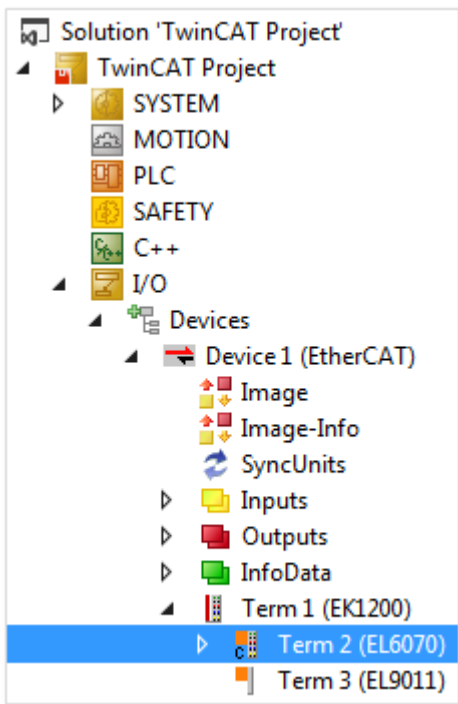 Solution 'TwinCAT Project'
TwinCAT Project
SYSTEM
MOTION
PLC
SAFETY
C++
I/O
Devices
Device 1 (EtherCAT)
Image
Image-Info
SyncUnits
Inputs
Outputs
InfoData
Term 1 (EK1200)
Term 2 (EL6070)
Term 3 (EL9011)